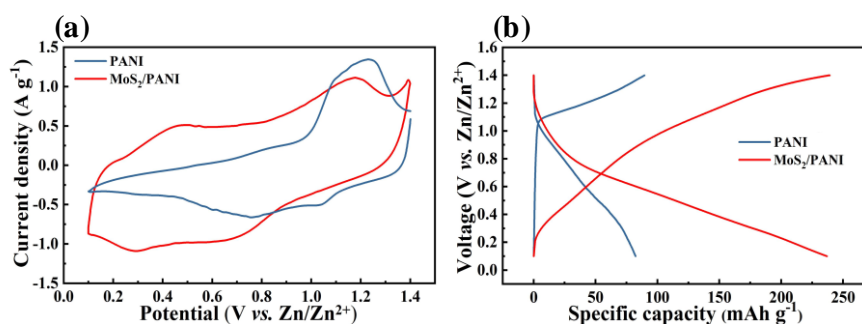 (a)
1.5
1.0
0.5
0.0
-0.5
-1.0
-1.5
Current density (A g⁻¹)
PANI
MoS₂/PANI
0.0 0.2 0.4 0.6 0.8 1.0 1.2 1.4
Potential (V vs. Zn/Zn²⁺)
(b)
1.6
1.4
1.2
1.0
0.8
0.6
0.4
0.2
0.0
Voltage (V vs. Zn/Zn²⁺)
PANI
MoS₂/PANI
0 50 100 150 200 250
Specific capacity (mAh g⁻¹)